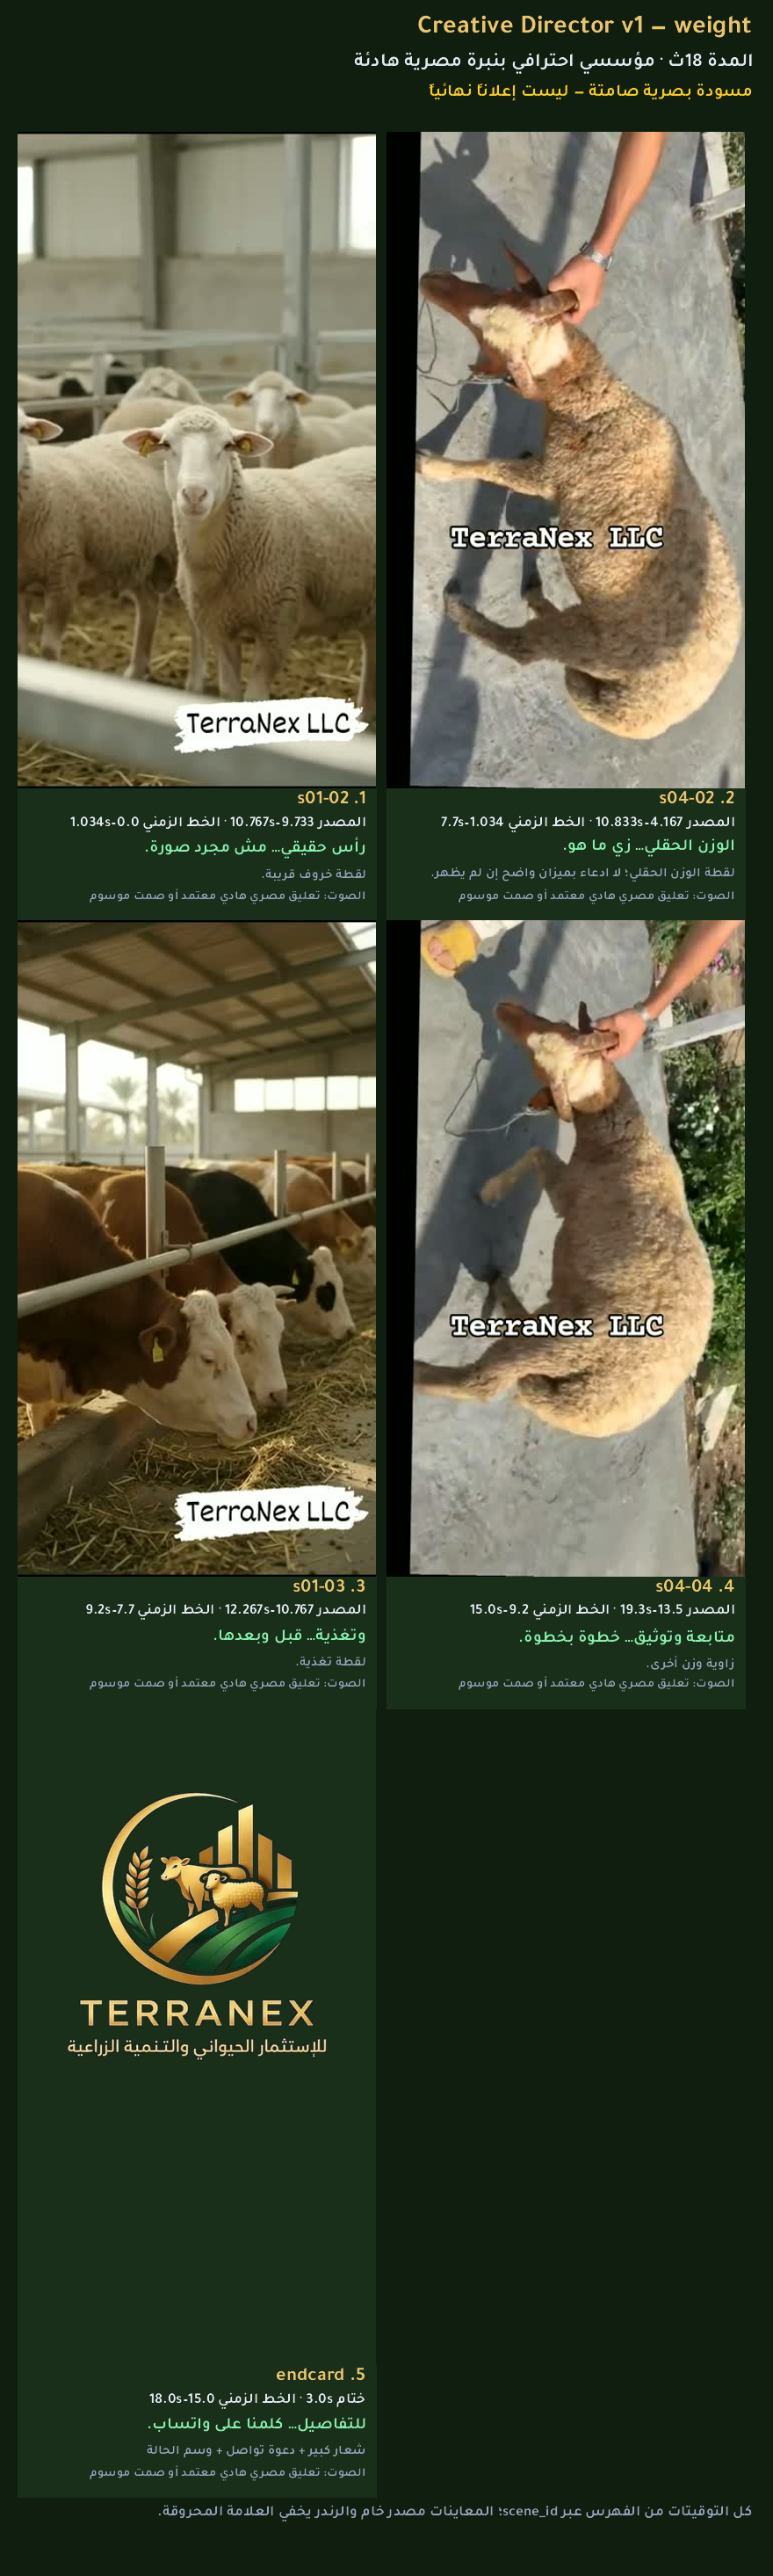 Creative Director v1 — weight
المدة 18ث · مؤسسي احترافي بنبرة مصرية هادئة
مسودة بصرية صامتة — ليست إعلاناً نهائياً
TerraNex LLC
1. s01-02
المصدر 9.733–10.767s · الخط الزمني 0.0–1.034s
رأس حقيقي… مش مجرد صورة.
لقطة خروف قريبة.
الصوت: تعليق مصري هادي معتمد أو صمت موسوم
TerraNex LLC
2. s04-02
المصدر 4.167–10.833s · الخط الزمني 1.034–7.7s
الوزن الحقلي… زي ما هو.
لقطة الوزن الحقلي؛ لا ادعاء بميزان واضح إن لم يظهر.
الصوت: تعليق مصري هادي معتمد أو صمت موسوم
TerraNex LLC
3. s01-03
المصدر 10.767–12.267s · الخط الزمني 7.7–9.2s
وتغذية… قبل وبعدها.
لقطة تغذية.
الصوت: تعليق مصري هادي معتمد أو صمت موسوم
TerraNex LLC
4. s04-04
المصدر 13.5–19.3s · الخط الزمني 9.2–15.0s
متابعة وتوثيق… خطوة بخطوة.
زاوية وزن أخرى.
الصوت: تعليق مصري هادي معتمد أو صمت موسوم
TERRANEX
للإستثمار الحيواني والتنمية الزراعية
5. endcard
ختام 3.0s · الخط الزمني 15.0–18.0s
للتفاصيل… كلمنا على واتساب.
شعار كبير + دعوة تواصل + وسم الحالة
الصوت: تعليق مصري هادي معتمد أو صمت موسوم
كل التوقيتات من الفهرس عبر scene_id؛ المعاينات مصدر خام والرندر يخفي العلامة المحروقة.